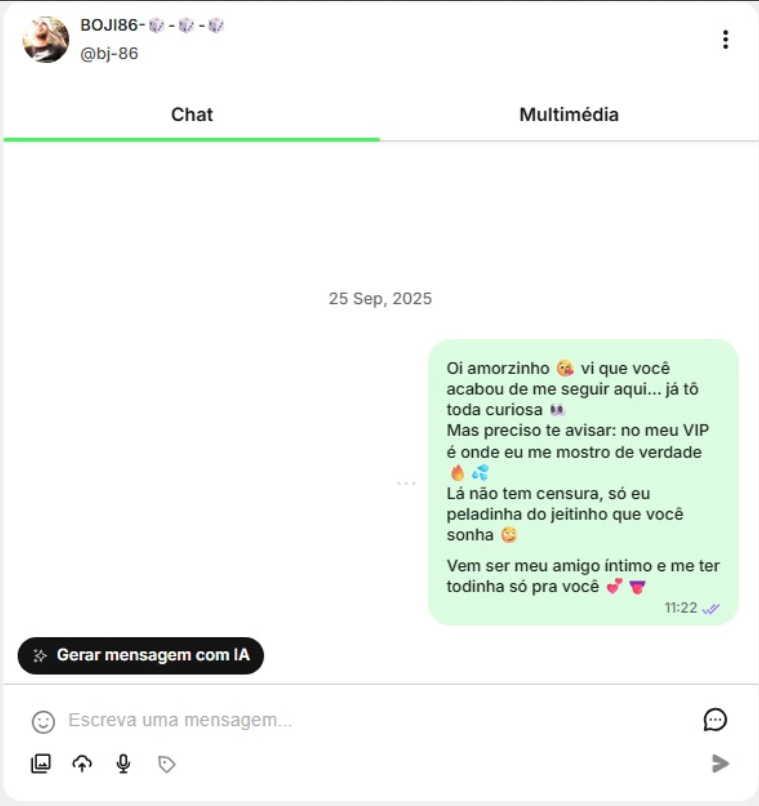 BOJI86-🎲-🎲-🎲
@bj-86
Chat
Multimédia
25 Sep, 2025
Oi amorzinho 😘 vi que você
acabou de me seguir aqui... já tô
toda curiosa 👀
Mas preciso te avisar: no meu VIP
é onde eu me mostro de verdade
🔥 💦
Lá não tem censura, só eu
peladinha do jeitinho que você
sonha 😏
Vem ser meu amigo íntimo e me ter
todinha só pra você 💕 👅
11:22
Gerar mensagem com IA
Escreva uma mensagem...